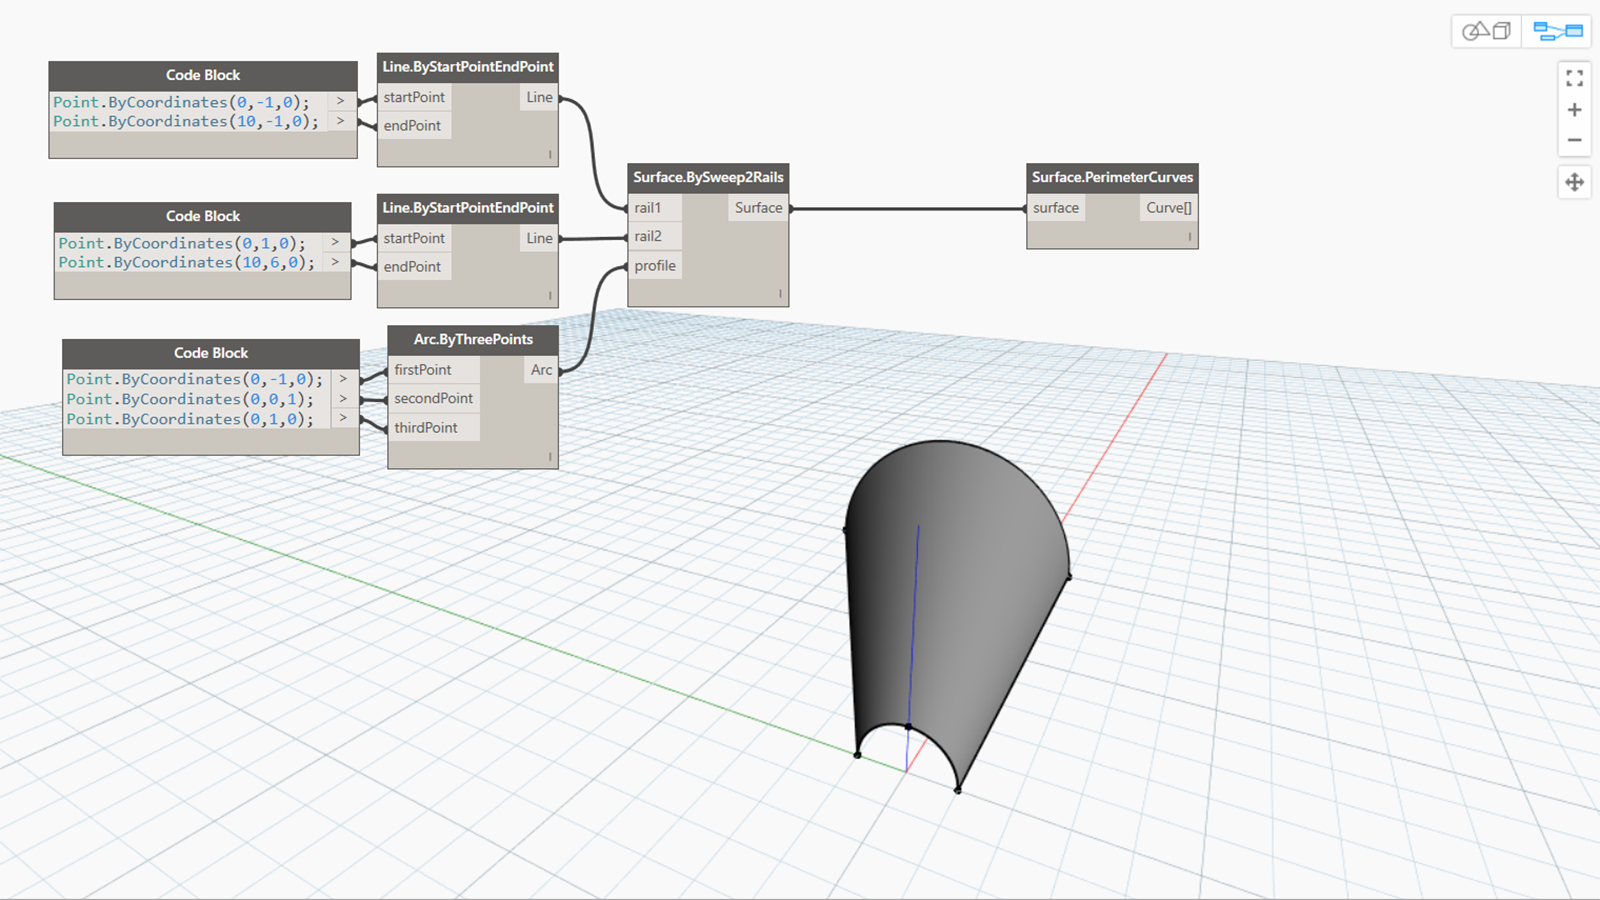 Code Block
Point.ByCoordinates(0,-1,0); >
Point.ByCoordinates(10,-1,0); >
Line.ByStartPointEndPoint
startPoint Line
endPoint
Code Block
Point.ByCoordinates(0,1,0); >
Point.ByCoordinates(10,6,0); >
Line.ByStartPointEndPoint
startPoint Line
endPoint
Code Block
Point.ByCoordinates(0,-1,0); >
Point.ByCoordinates(0,0,1); >
Point.ByCoordinates(0,1,0); >
Arc.ByThreePoints
firstPoint Arc
secondPoint
thirdPoint
Surface.BySweep2Rails
rail1 Surface
rail2
profile
Surface.PerimeterCurves
surface Curve[]